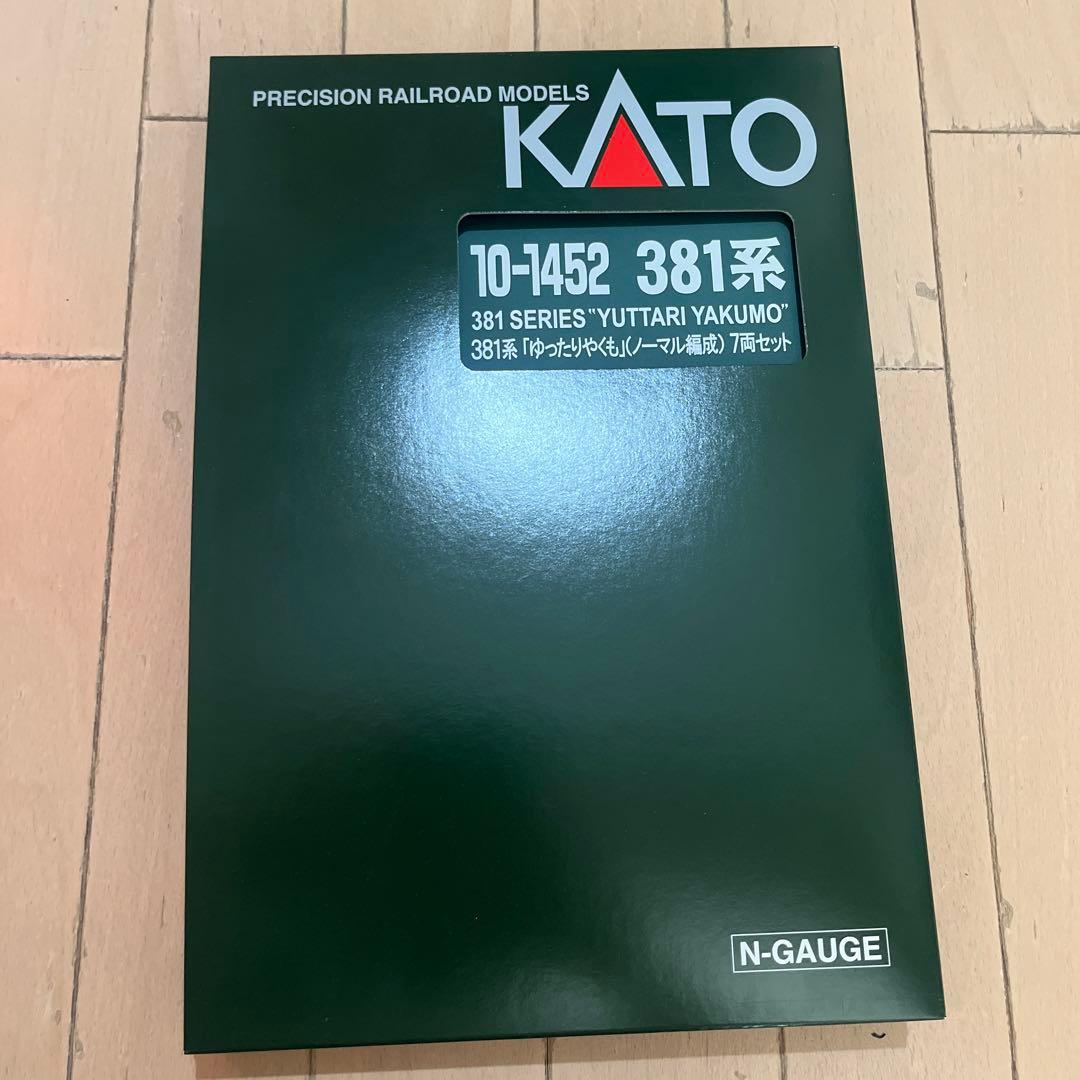 PRECISION RAILROAD MODELS
KATO
10-1452 381系
381 SERIES "YUTTARI YAKUMO"
381系「ゆったりやくも」(ノーマル編成) 7両セット
N-GAUGE